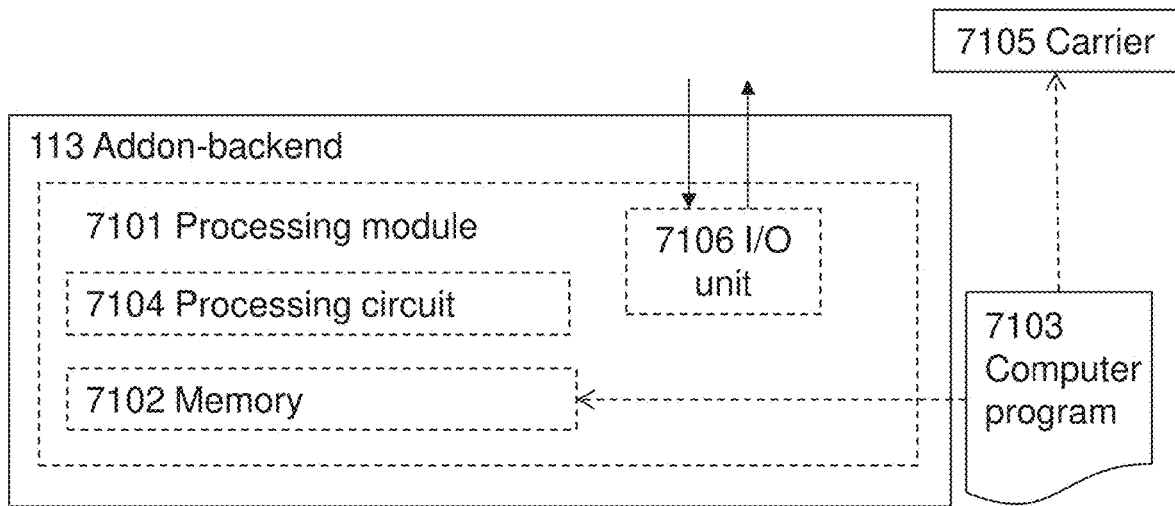 7105 Carrier
113 Addon-backend
7101 Processing module
7106 I/O
unit
7104 Processing circuit
7102 Memory
7103
Computer
program